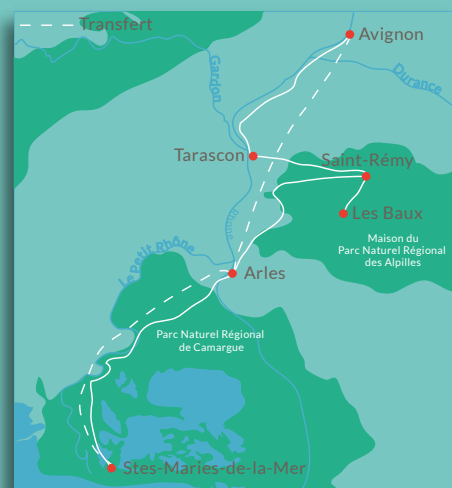 Transfert
Avignon
Gardon
Durance
Tarascon
Saint-Rémy
Les Baux
Rhône
Maison du
Parc Naturel Régional
des Alpilles
Le Petit Rhône
Arles
Parc Naturel Régional
de Camargue
Stes-Maries-de-la-Mer